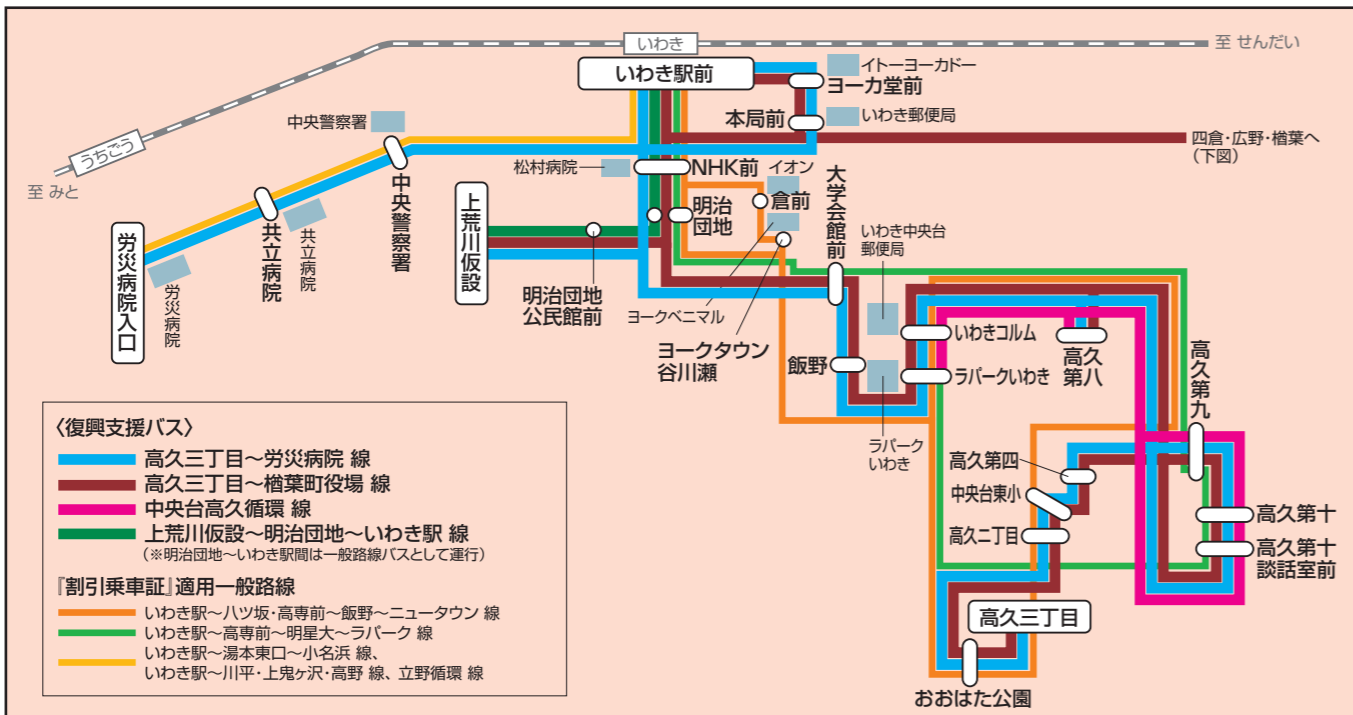 いわき
至 せんだい
いわき駅前
イトーヨーカドー
ヨーカ堂前
中央警察署
本局前
いわき郵便局
うちごう
四倉・広野・楢葉へ
(下図)
至 みと
松村病院
NHK前
イオン
中央警察署
倉前
大学会館前
共立病院
共立病院
上荒川仮設
明治
団地
いわき中央台
郵便局
労災病院入口
労災病院
明治団地
公民館前
ヨークベニマル
ヨークタウン
谷川瀬
飯野
いわきコルム
高久
第八
ラパークいわき
高久第九
ラパーク
いわき
高久第四
中央台東小
高久二丁目
高久第十
高久第十
談話室前
高久三丁目
おおはた公園
〈復興支援バス〉
高久三丁目〜労災病院 線
高久三丁目〜楢葉町役場 線
中央台高久循環 線
上荒川仮設〜明治団地〜いわき駅 線
(※明治団地〜いわき駅間は一般路線バスとして運行)
『割引乗車証』適用一般路線
いわき駅〜八ツ坂・高専前〜飯野〜ニュータウン 線
いわき駅〜高専前〜明星大〜ラパーク 線
いわき駅〜湯本東口〜小名浜 線、
いわき駅〜川平・上鬼ヶ沢・高野 線、立野循環 線